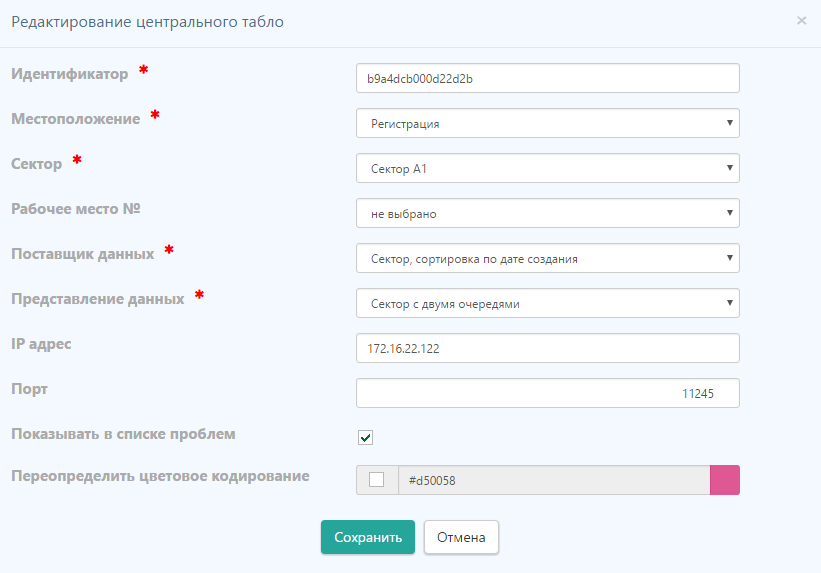 Редактирование центрального табло ×
Идентификатор * b9a4dcb000d22d2b
Местоположение * Регистрация
Сектор * Сектор А1
Рабочее место № не выбрано
Поставщик данных * Сектор, сортировка по дате создания
Представление данных * Сектор с двумя очередями
IP адрес 172.16.22.122
Порт 11245
Показывать в списке проблем
Переопределить цветовое кодирование #d50058
Сохранить Отмена